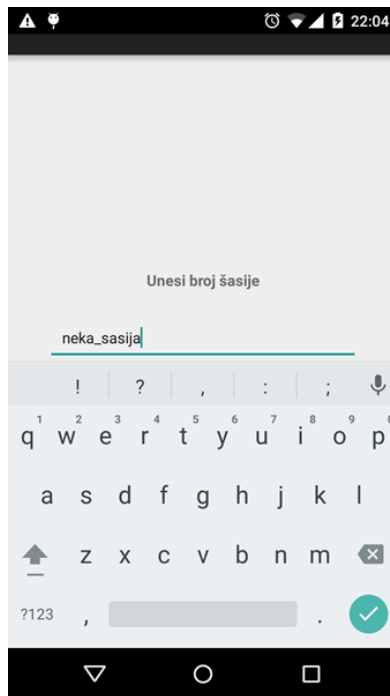 22:04
Unesi broj šasije
neka_sasija
! ? , : ;
1 2 3 4 5 6 7 8 9 0
q w e r t y u i o p
a s d f g h j k l
z x c v b n m
?123 , .